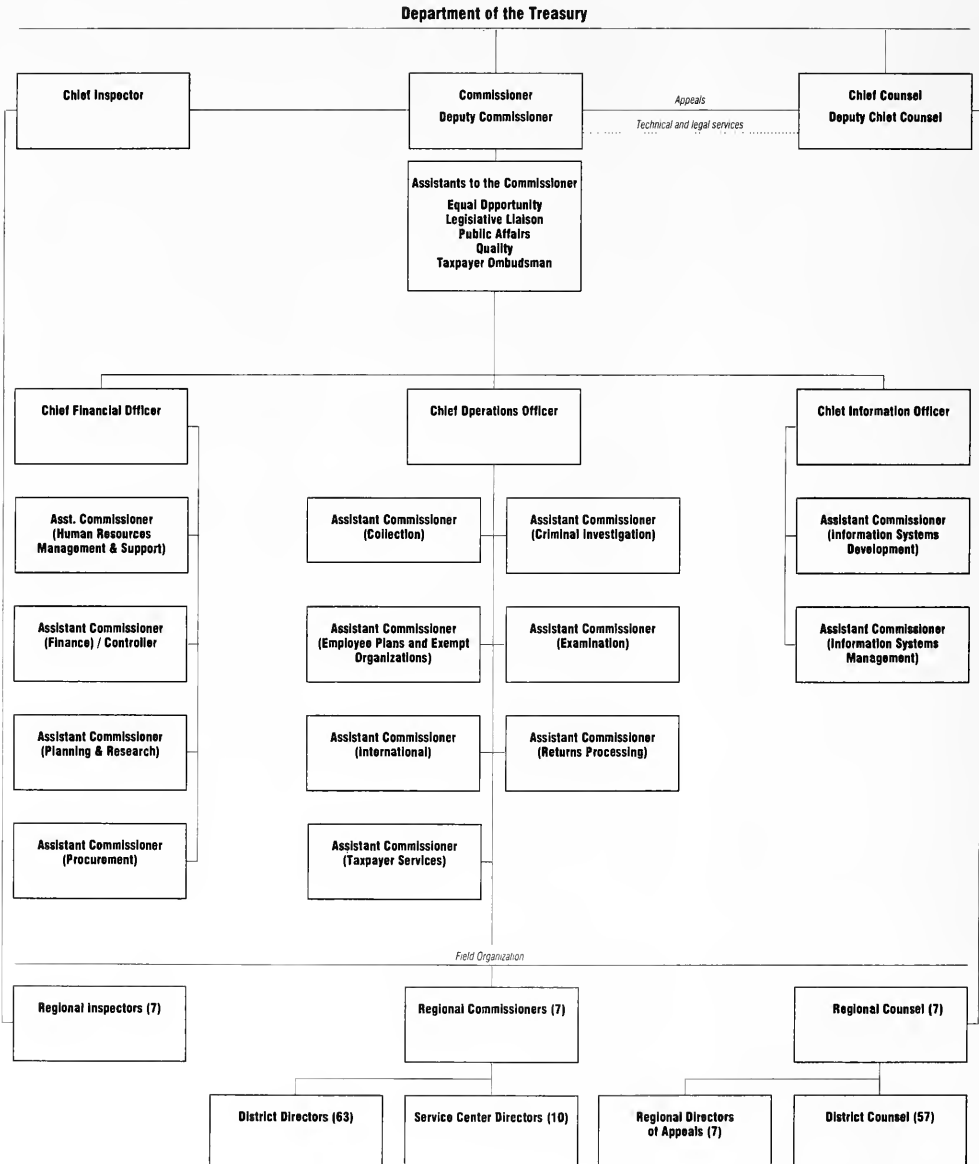 Department of the Treasury
Chief Inspector
Commissioner
Deputy Commissioner
Appeals
Technical and legal services
Chief Counsel
Deputy Chief Counsel
Assistants to the Commissioner
Equal Opportunity
Legislative Liaison
Public Affairs
Quality
Taxpayer Ombudsman
Chief Financial Officer
Chief Operations Officer
Chief Information Officer
Asst. Commissioner
(Human Resources
Management & Support)
Assistant Commissioner
(Collection)
Assistant Commissioner
(Criminal Investigation)
Assistant Commissioner
(Information Systems
Development)
Assistant Commissioner
(Finance) / Controller
Assistant Commissioner
(Employee Plans and Exempt
Organizations)
Assistant Commissioner
(Examination)
Assistant Commissioner
(Information Systems
Management)
Assistant Commissioner
(Planning & Research)
Assistant Commissioner
(International)
Assistant Commissioner
(Returns Processing)
Assistant Commissioner
(Procurement)
Assistant Commissioner
(Taxpayer Services)
Field Organization
Regional Inspectors (7)
Regional Commissioners (7)
Regional Counsel (7)
District Directors (63)
Service Center Directors (10)
Regional Directors
of Appeals (7)
District Counsel (57)